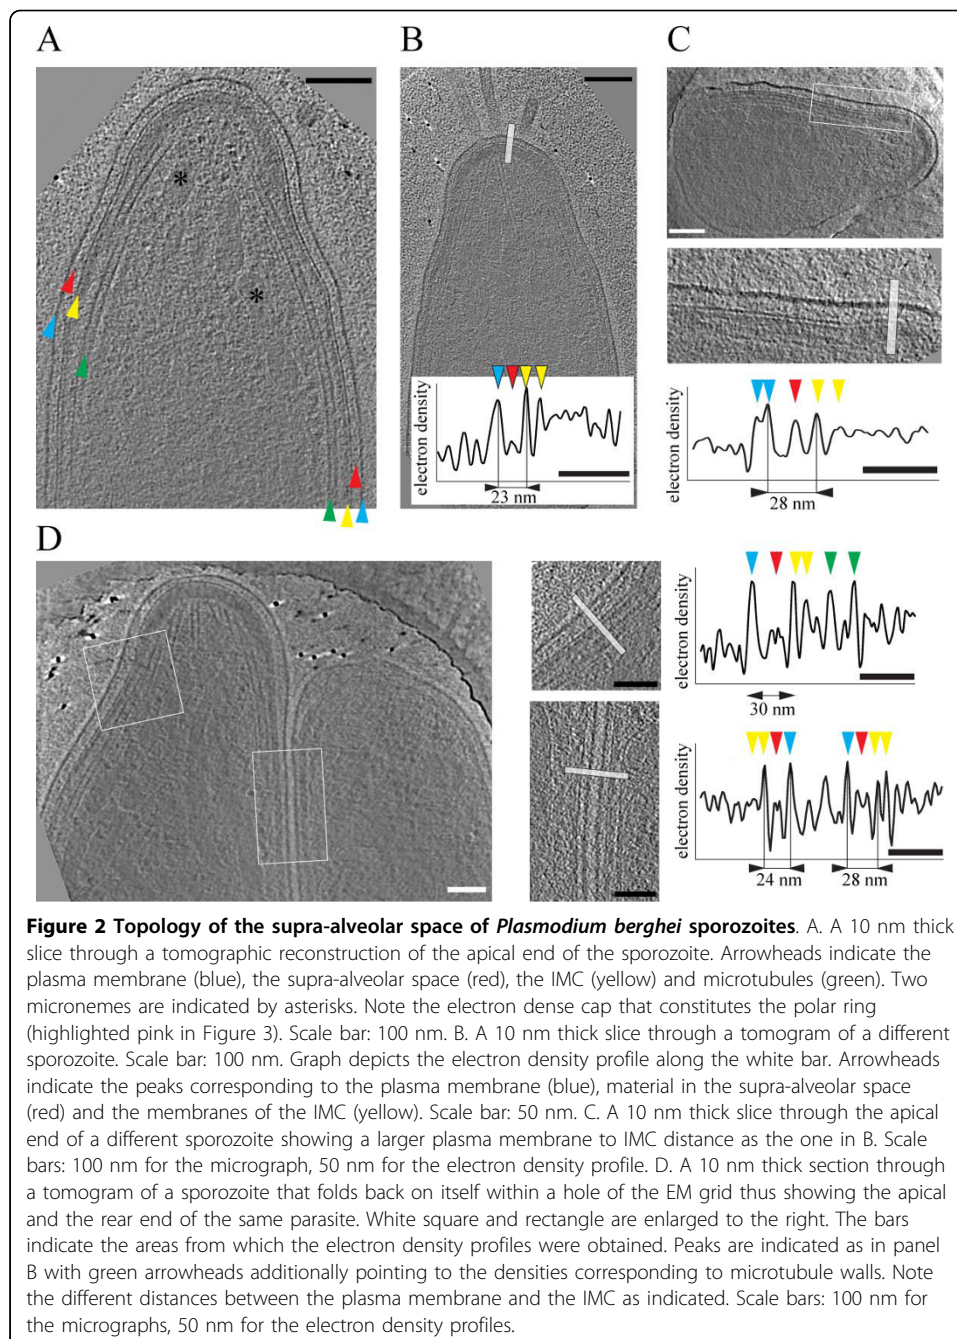 A
B
C
*
*
electron density
23 nm
electron density
28 nm
D
electron density
30 nm
electron density
24 nm
28 nm
Figure 2 Topology of the supra-alveolar space of Plasmodium berghei sporozoites. A. A 10 nm thick
slice through a tomographic reconstruction of the apical end of the sporozoite. Arrowheads indicate the
plasma membrane (blue), the supra-alveolar space (red), the IMC (yellow) and microtubules (green). Two
micronemes are indicated by asterisks. Note the electron dense cap that constitutes the polar ring
(highlighted pink in Figure 3). Scale bar: 100 nm. B. A 10 nm thick slice through a tomogram of a different
sporozoite. Scale bar: 100 nm. Graph depicts the electron density profile along the white bar. Arrowheads
indicate the peaks corresponding to the plasma membrane (blue), material in the supra-alveolar space
(red) and the membranes of the IMC (yellow). Scale bar: 50 nm. C. A 10 nm thick slice through the apical
end of a different sporozoite showing a larger plasma membrane to IMC distance as the one in B. Scale
bars: 100 nm for the micrograph, 50 nm for the electron density profile. D. A 10 nm thick section through
a tomogram of a sporozoite that folds back on itself within a hole of the EM grid thus showing the apical
and the rear end of the same parasite. White square and rectangle are enlarged to the right. The bars
indicate the areas from which the electron density profiles were obtained. Peaks are indicated as in panel
B with green arrowheads additionally pointing to the densities corresponding to microtubule walls. Note
the different distances between the plasma membrane and the IMC as indicated. Scale bars: 100 nm for
the micrographs, 50 nm for the electron density profiles.